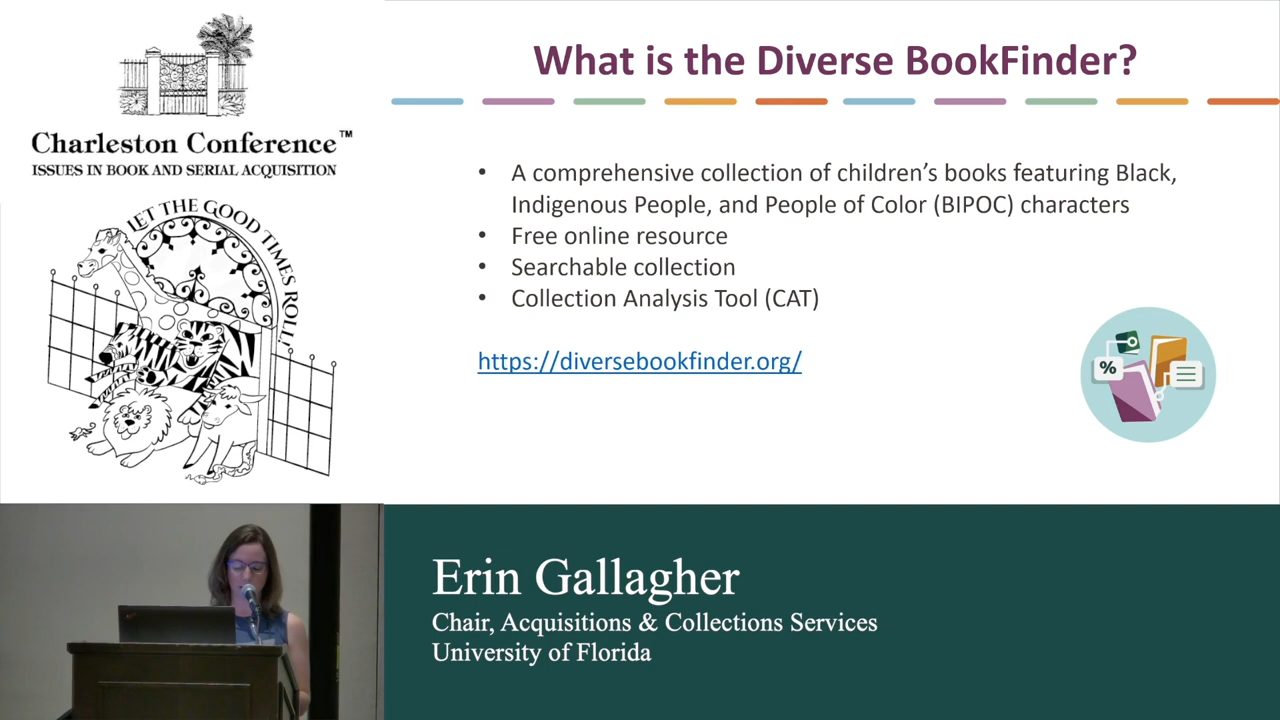 Charleston Conference™
ISSUES IN BOOK AND SERIAL ACQUISITION
LET THE GOOD TIMES ROLL!
What is the Diverse BookFinder?
• A comprehensive collection of children’s books featuring Black,
Indigenous People, and People of Color (BIPOC) characters
• Free online resource
• Searchable collection
• Collection Analysis Tool (CAT)
https://diversebookfinder.org/
%
Erin Gallagher
Chair, Acquisitions & Collections Services
University of Florida